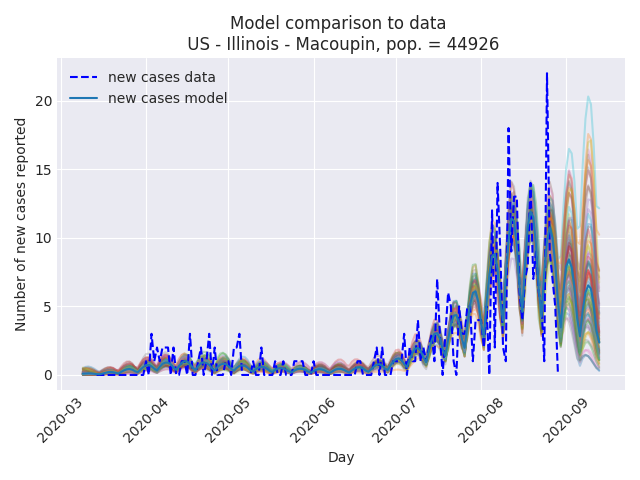 Model comparison to data
US - Illinois - Macoupin, pop. = 44926
new cases data
new cases model
Number of new cases reported
20
15
10
5
0
2020-03
2020-04
2020-05
2020-06
2020-07
2020-08
2020-09
Day